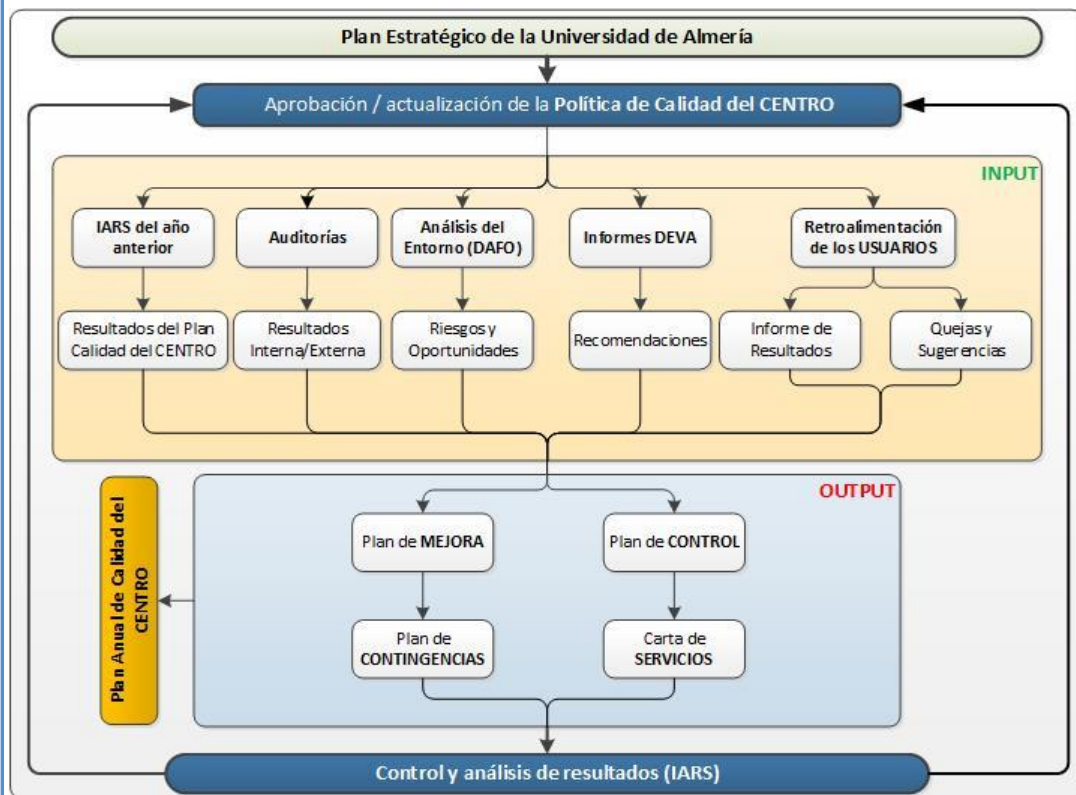 Plan Estratégico de la Universidad de Almería
Aprobación / actualización de la Política de Calidad del CENTRO
INPUT
IARS del año
anterior
Auditorías
Análisis del
Entorno (DAFO)
Informes DEVA
Retroalimentación
de los USUARIOS
Resultados del Plan
Calidad del CENTRO
Resultados
Interna/Externa
Riesgos y
Oportunidades
Recomendaciones
Informe de
Resultados
Quejas y
Sugerencias
OUTPUT
Plan Anual de Calidad del
CENTRO
Plan de MEJORA
Plan de CONTROL
Plan de
CONTINGENCIAS
Carta de
SERVICIOS
Control y análisis de resultados (IARS)